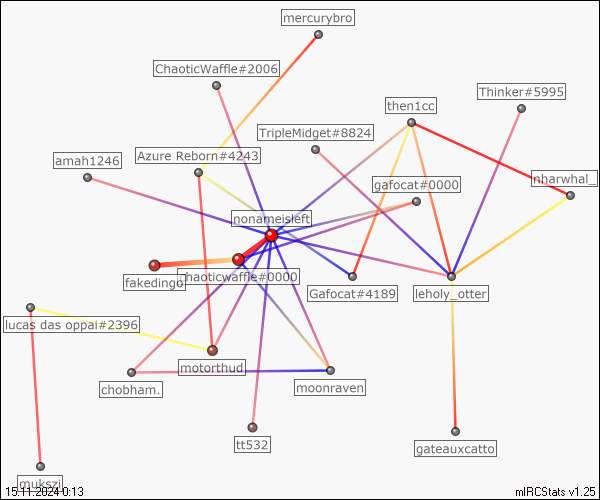 mercurybro
ChaoticWaffle#2006
Thinker#5995
then1cc
TripleMidget#8824
Azure Reborn#4243
amah1246
nharwhal_
gafocat#0000
nonameisleft
chaoticwaffle#0000
fakedingo
Gafocat#4189
leholy_otter
lucas das oppai#2396
motorthud
chobham.
moonraven
tt532
gateauxcatto
mukszi
15.11.2024 0:13
mIRCStats v1.25